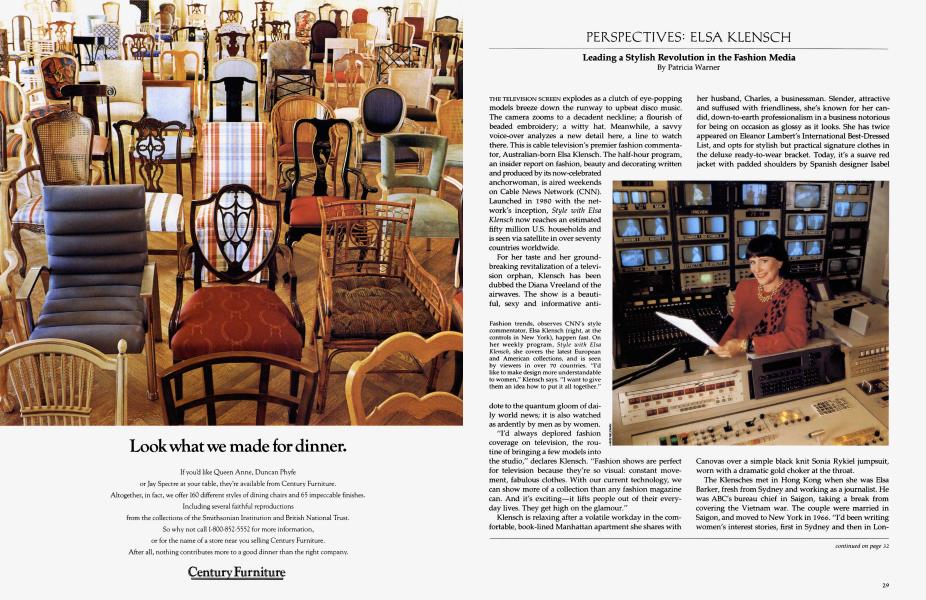 Look what we made for dinner.
If you'd like Queen Anne, Duncan Phyfe
or Jay Spectre at your table, they're available from Century Furniture.
Altogether, in fact, we offer 160 different styles of dining chairs and 65 impeccable finishes.
Including several faithful reproductions
from the collections of the Smithsonian Institution and British National Trust.
So why not call 1-800-852-5552 for more information,
or for the name of a store near you selling Century Furniture.
After all, nothing contributes more to a good dinner than the right company.
Century Furniture
PERSPECTIVES: ELSA KLENSCH
Leading a Stylish Revolution in the Fashion Media
By Patricia Warner
THE TELEVISION SCREEN explodes as a clutch of eye-popping
models breeze down the runway to upbeat disco music.
The camera zooms to a decadent neckline; a flourish of
beaded embroidery; a witty hat. Meanwhile, a savvy
voice-over analyzes a new detail here, a line to watch
there. This is cable television's premier fashion commenta-
tor, Australian-born Elsa Klensch. The half-hour program,
an insider report on fashion, beauty and decorating written
and produced by its now-celebrated
anchorwoman, is aired weekends
on Cable News Network (CNN).
Launched in 1980 with the net-
work's inception, Style with Elsa
Klensch now reaches an estimated
fifty million U.S. households and
is seen via satellite in over seventy
countries worldwide.
For her taste and her ground-
breaking revitalization of a televi-
sion orphan, Klensch has been
dubbed the Diana Vreeland of the
airwaves. The show is a beauti-
ful, sexy and informative anti-
Fashion trends, observes CNN's style
commentator, Elsa Klensch (right, at the
controls in New York), happen fast. On
her weekly program, Style with Elsa
Klensch, she covers the latest European
and American collections, and is seen
by viewers in over 70 countries. "I'd
like to make design more understandable
to women," Klensch says. "I want to give
them an idea how to put it all together."
dote to the quantum gloom of dai-
ly world news; it is also watched
as ardently by men as by women.
"I'd always deplored fashion
coverage on television, the rou-
tine of bringing a few models into
the studio," declares Klensch. "Fashion shows are perfect
for television because they're so visual: constant move-
ment, fabulous clothes. With our current technology, we
can show more of a collection than any fashion magazine
can. And it's exciting—it lifts people out of their every-
day lives. They get high on the glamour."
Klensch is relaxing after a volatile workday in the com-
fortable, book-lined Manhattan apartment she shares with
her husband, Charles, a businessman. Slender, attractive
and suffused with friendliness, she's known for her can-
did, down-to-earth professionalism in a business notorious
for being on occasion as glossy as it looks. She has twice
appeared on Eleanor Lambert's International Best-Dressed
List, and opts for stylish but practical signature clothes in
the deluxe ready-to-wear bracket. Today, it's a suave red
jacket with padded shoulders by Spanish designer Isabel
Canovas over a simple black knit Sonia Rykiel jumpsuit,
worn with a dramatic gold choker at the throat.
The Klensches met in Hong Kong when she was Elsa
Barker, fresh from Sydney and working as a journalist. He
was ABC's bureau chief in Saigon, taking a break from
covering the Vietnam war. The couple were married in
Saigon, and moved to New York in 1966. "I'd been writing
women's interest stories, first in Sydney and then in Lon-
continued on page 32
29